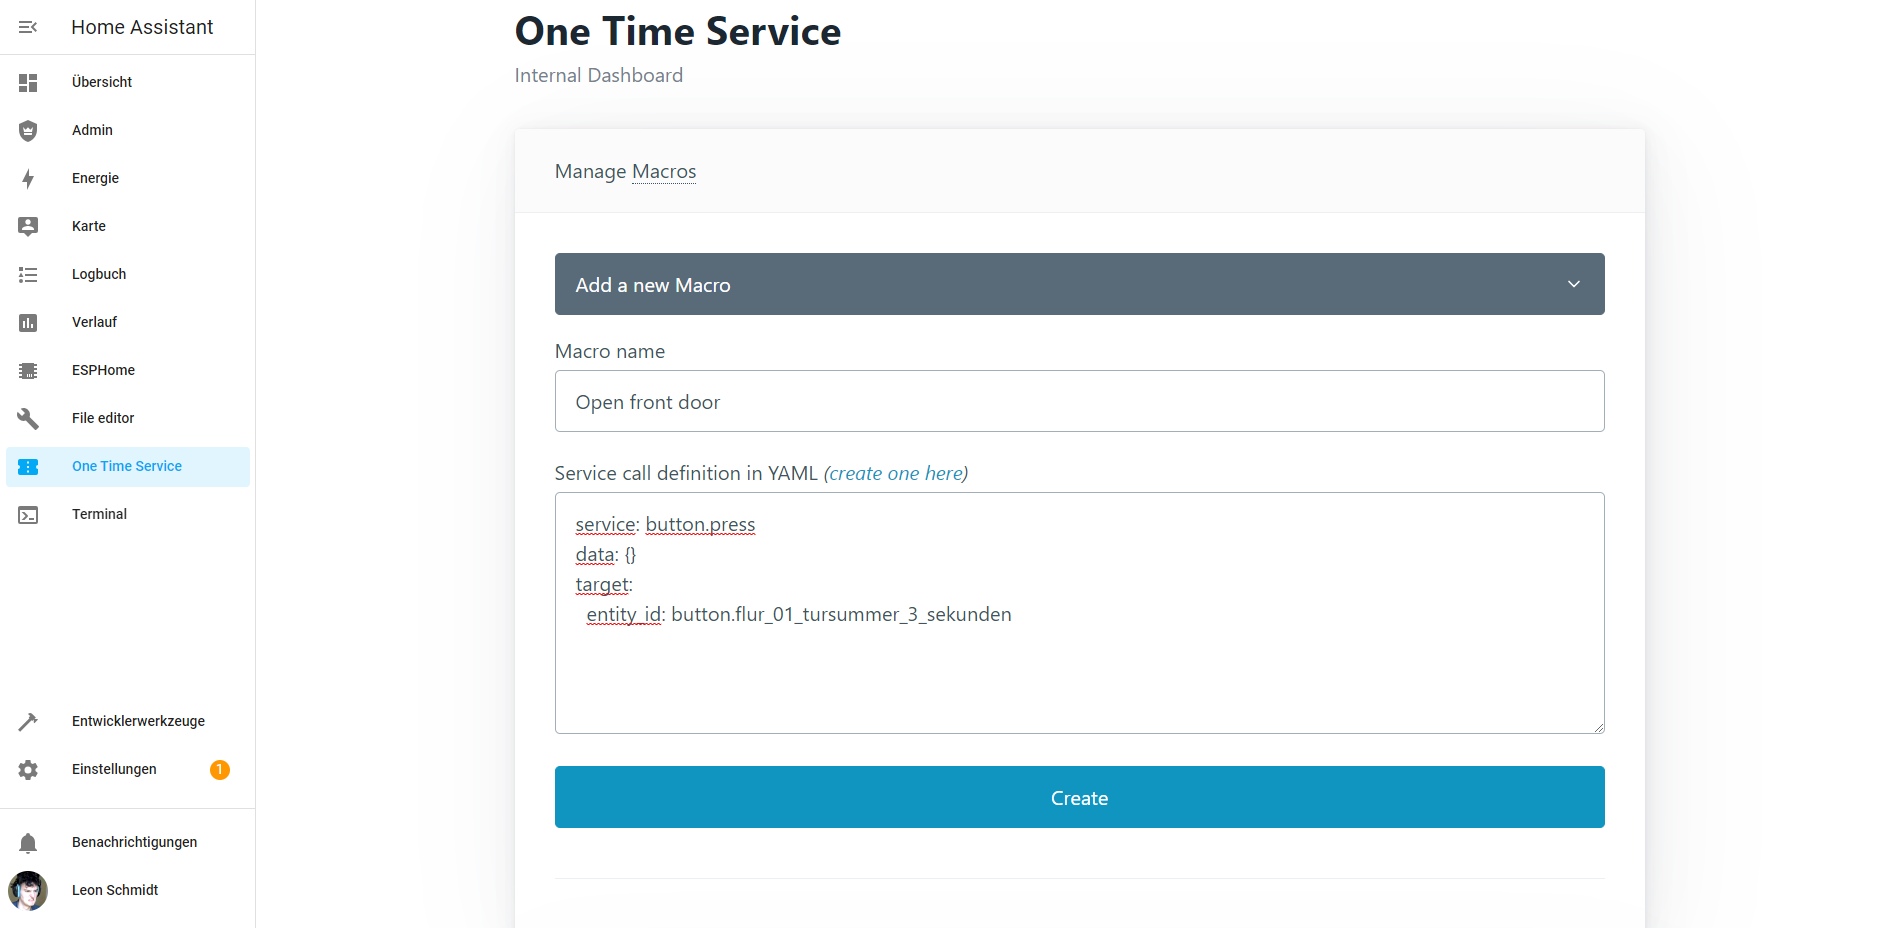 Home Assistant
Übersicht
Admin
Energie
Karte
Logbuch
Verlauf
ESPHome
File editor
One Time Service
Terminal
Entwicklerwerkzeuge
Einstellungen 1
Benachrichtigungen
Leon Schmidt
One Time Service
Internal Dashboard
Manage Macros
Add a new Macro
Macro name
Open front door
Service call definition in YAML (create one here)
service: button.press
data: {}
target:
  entity_id: button.flur_01_tursummer_3_sekunden
Create